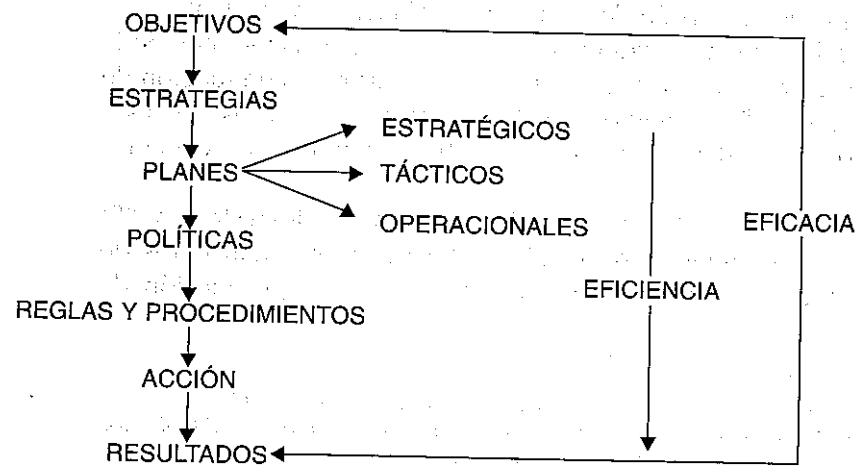 OBJETIVOS
ESTRATEGIAS
PLANES
ESTRATÉGICOS
TÁCTICOS
OPERACIONALES
POLÍTICAS
REGLAS Y PROCEDIMIENTOS
ACCIÓN
RESULTADOS
EFICIENCIA
EFICACIA